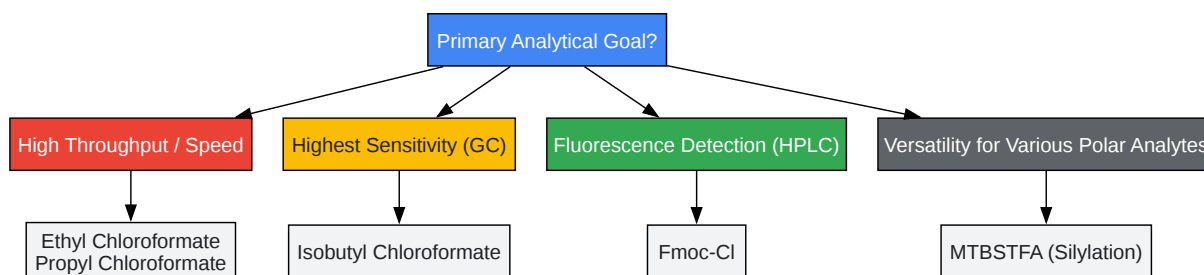 Primary Analytical Goal?
High Throughput / Speed
Highest Sensitivity (GC)
Fluorescence Detection (HPLC)
Versatility for Various Polar Analytes
Ethyl Chloroformate
Propyl Chloroformate
Isobutyl Chloroformate
Fmoc-Cl
MTBSTFA (Silylation)